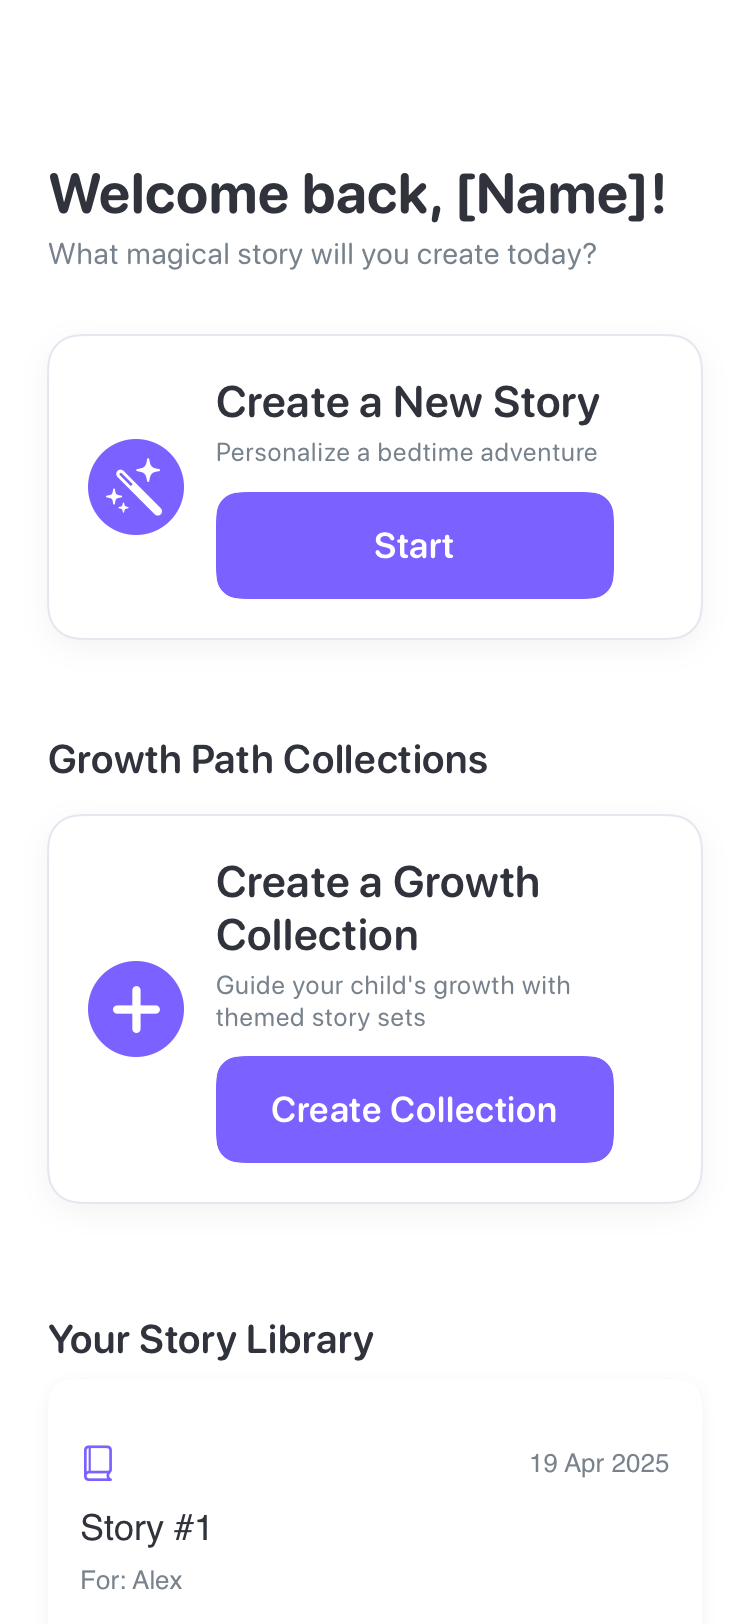 Welcome back, [Name]!
What magical story will you create today?
Create a New Story
Personalize a bedtime adventure
Start
Growth Path Collections
Create a Growth
Collection
Guide your child's growth with
themed story sets
Create Collection
Your Story Library
19 Apr 2025
Story #1
For: Alex